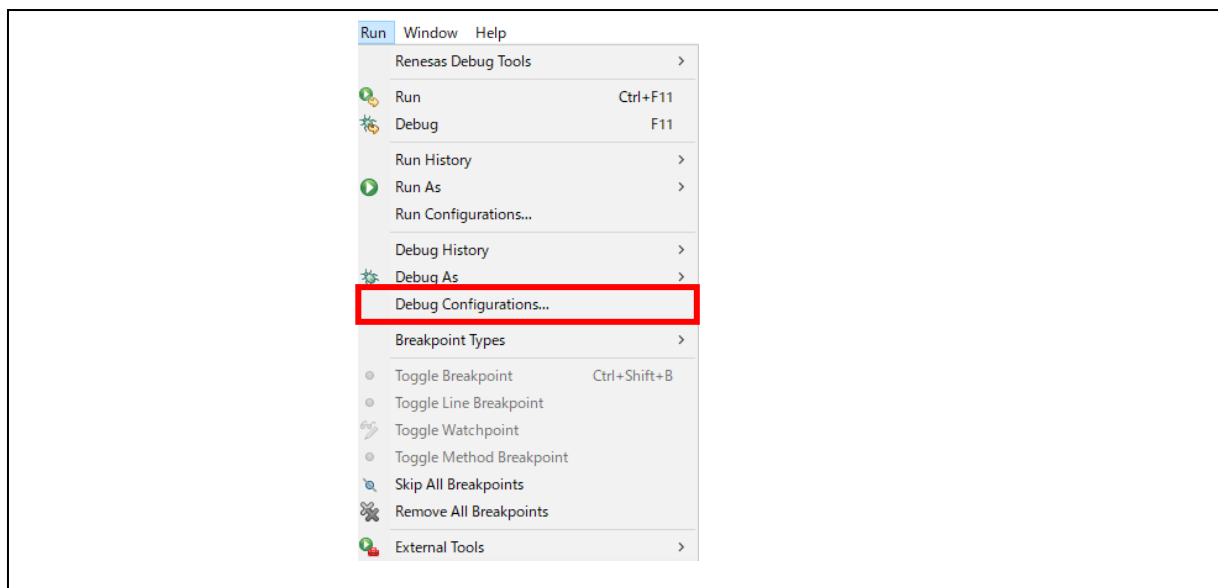 Run Window Help
Renesas Debug Tools
Run Ctrl+F11
Debug F11
Run History
Run As
Run Configurations...
Debug History
Debug As
Debug Configurations...
Breakpoint Types
Toggle Breakpoint Ctrl+Shift+B
Toggle Line Breakpoint
Toggle Watchpoint
Toggle Method Breakpoint
Skip All Breakpoints
Remove All Breakpoints
External Tools